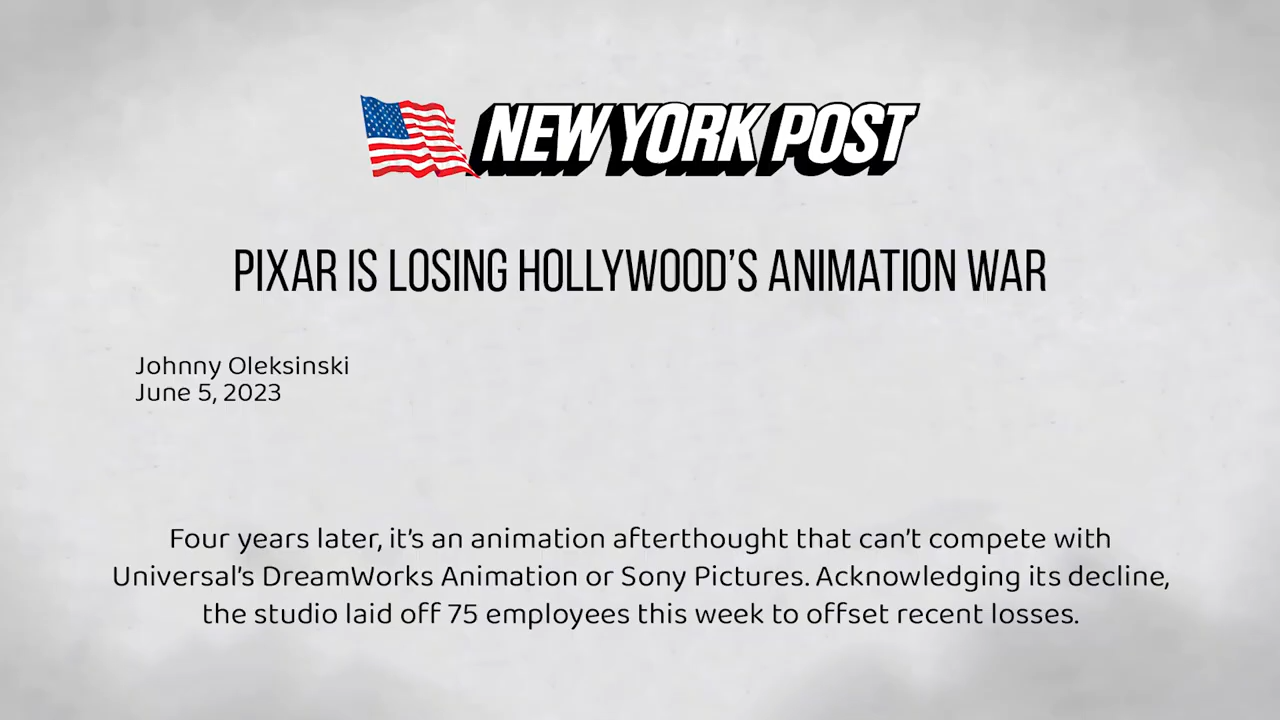 NEW YORK POST
PIXAR IS LOSING HOLLYWOOD’S ANIMATION WAR
Johnny Oleksinski
June 5, 2023
Four years later, it’s an animation afterthought that can’t compete with
Universal’s DreamWorks Animation or Sony Pictures. Acknowledging its decline,
the studio laid off 75 employees this week to offset recent losses.